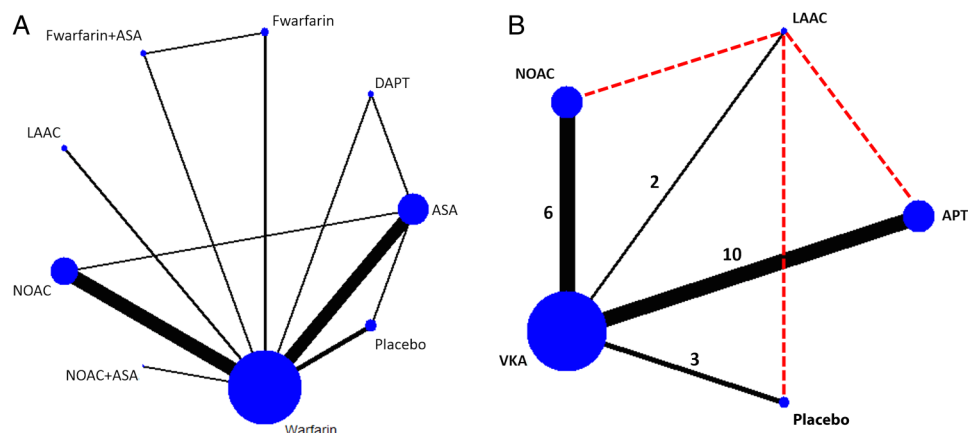 A
Fwarfarin
Fwarfarin+ASA
DAPT
LAAC
ASA
NOAC
Placebo
NOAC+ASA
Warfarin
B
LAAC
NOAC
2
6
APT
10
VKA
3
Placebo